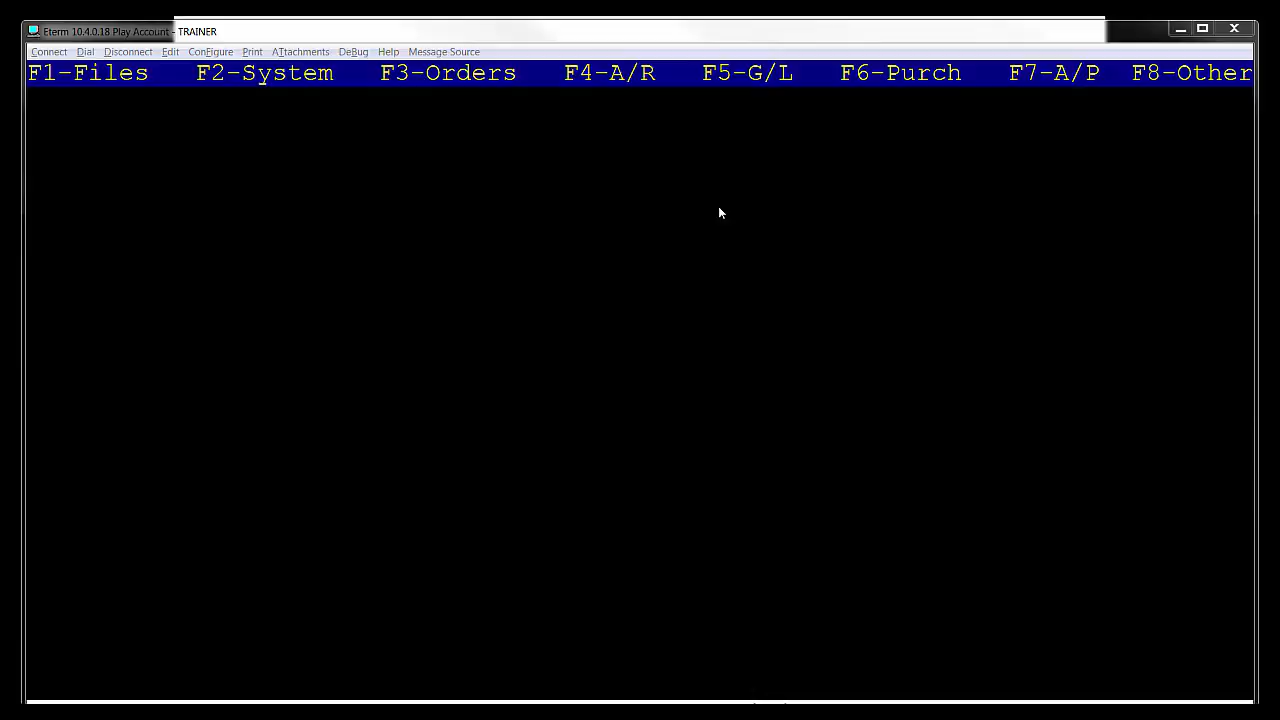 Eterm 10.4.0.18 Play Account - TRAINER
Connect Dial Disconnect Edit ConFigure Print ATtachments DeBug Help Message Source
F1-Files F2-System F3-Orders F4-A/R F5-G/L F6-Purch F7-A/P F8-Other